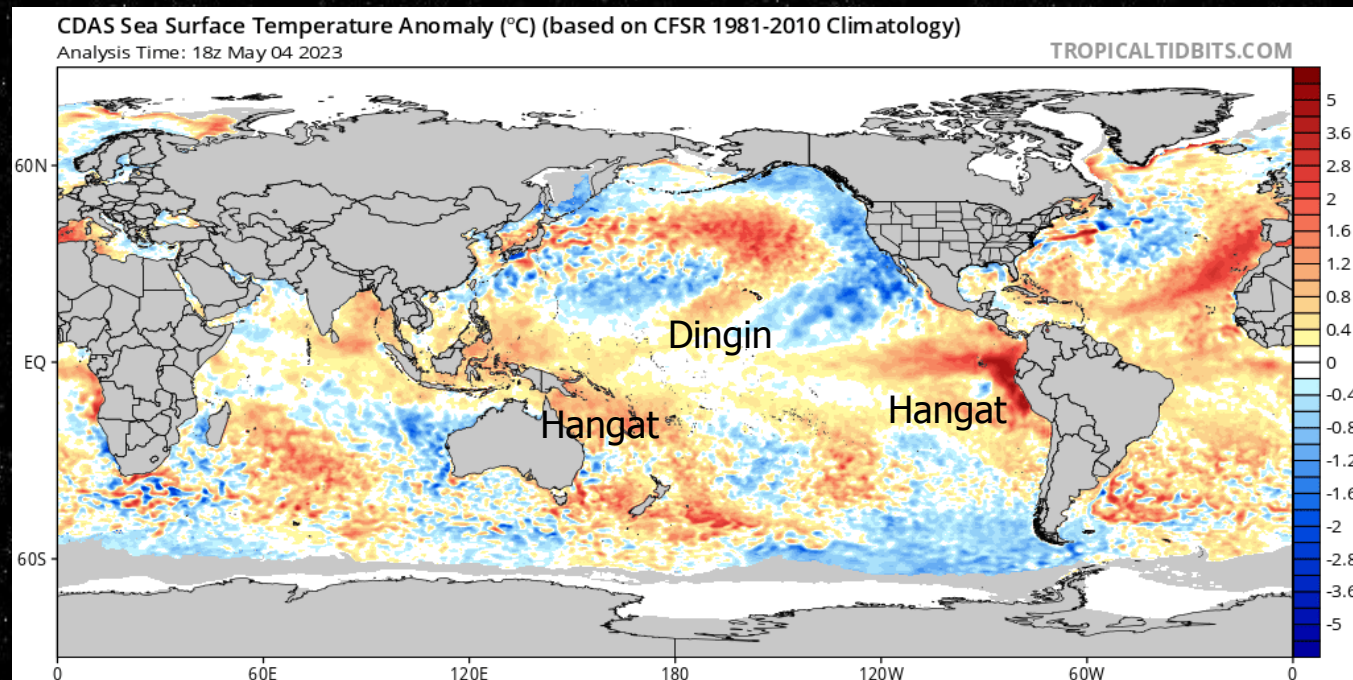 CDAS Sea Surface Temperature Anomaly (°C) (based on CFSR 1981-2010 Climatology)
Analysis Time: 18z May 04 2023
TROPICALTIDBITS.COM
60N
EQ
60S
0
60E
120E
180
120W
60W
0
Dingin
Hangat
Hangat
5
3.6
2.8
2
1.6
1.2
0.8
0.4
0
-0.4
-0.8
-1.2
-1.6
-2
-2.8
-3.6
-5